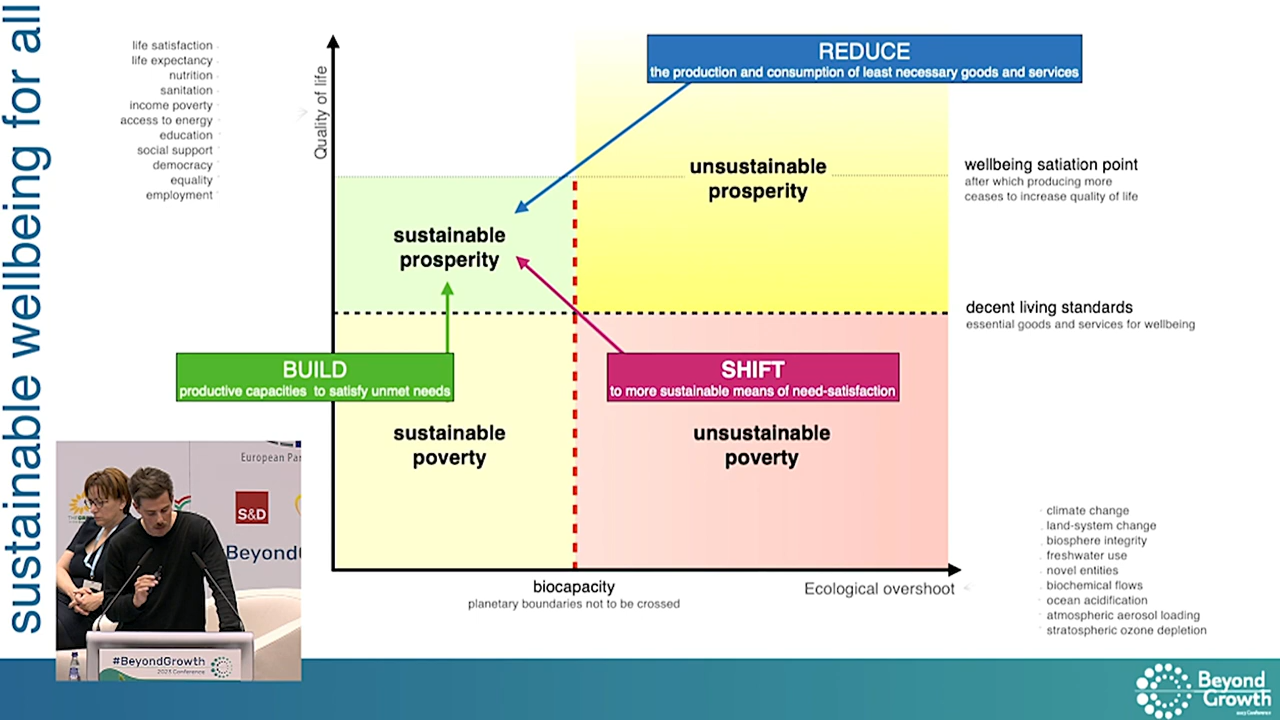 sustainable wellbeing for all
life satisfaction
life expectancy
nutrition
sanitation
income poverty
access to energy
education
social support
democracy
equality
employment
Quality of life
REDUCE
the production and consumption of least necessary goods and services
unsustainable
prosperity
wellbeing satiation point
after which producing more
ceases to increase quality of life
sustainable
prosperity
decent living standards
essential goods and services for wellbeing
BUILD
productive capacities to satisfy unmet needs
SHIFT
to more sustainable means of need-satisfaction
sustainable
poverty
unsustainable
poverty
biocapacity
planetary boundaries not to be crossed
Ecological overshoot
climate change
land-system change
biosphere integrity
freshwater use
novel entities
biochemical flows
ocean acidification
atmospheric aerosol loading
stratospheric ozone depletion
European Par
S&D
BeyondG
#BeyondGrowth
2023 Conference
Beyond
Growth
2023 Conference